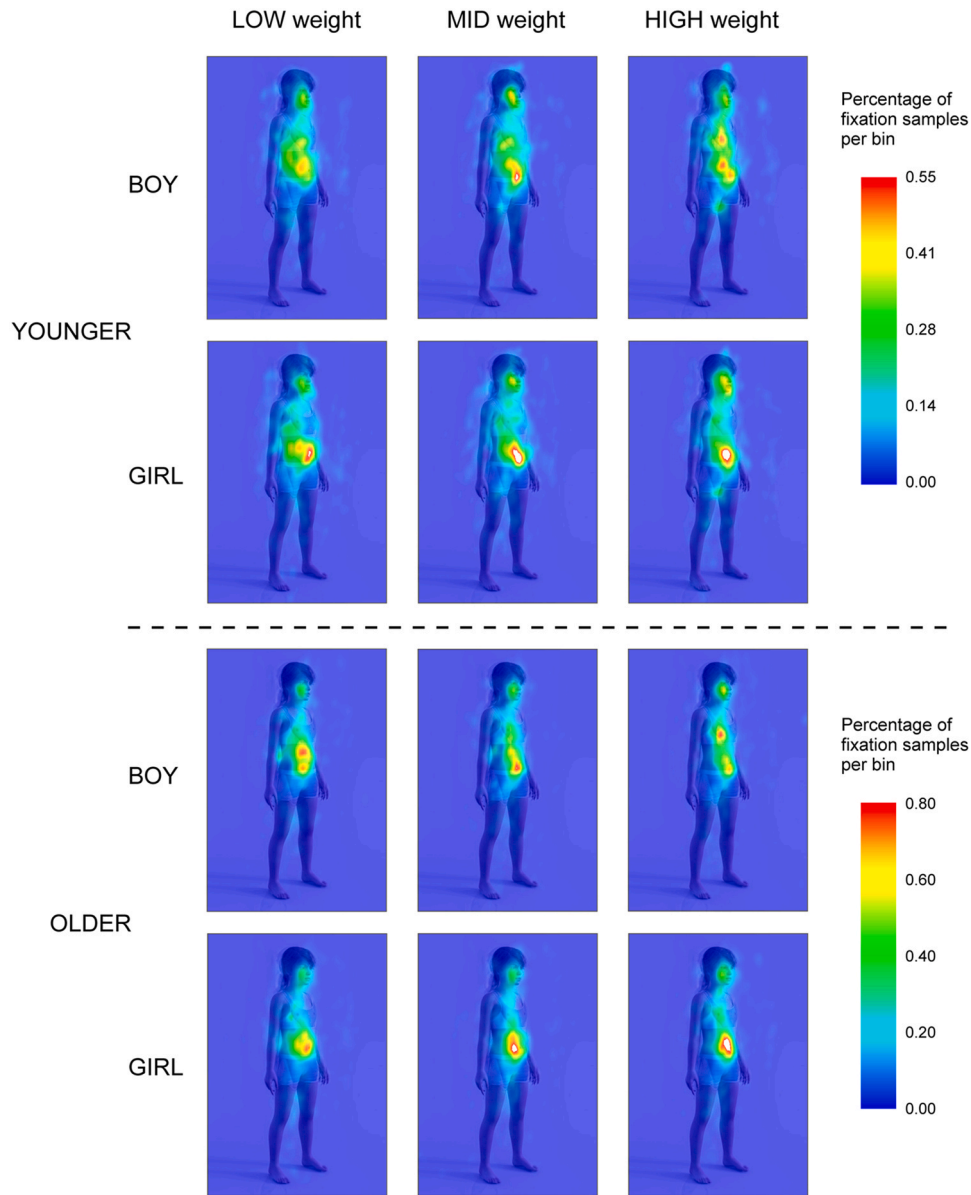 LOW weight MID weight HIGH weight
Percentage of
fixation samples
per bin
0.55
BOY
0.41
0.28
YOUNGER
0.14
GIRL
0.00
BOY
Percentage of
fixation samples
per bin
0.80
0.60
OLDER
0.40
0.20
GIRL
0.00